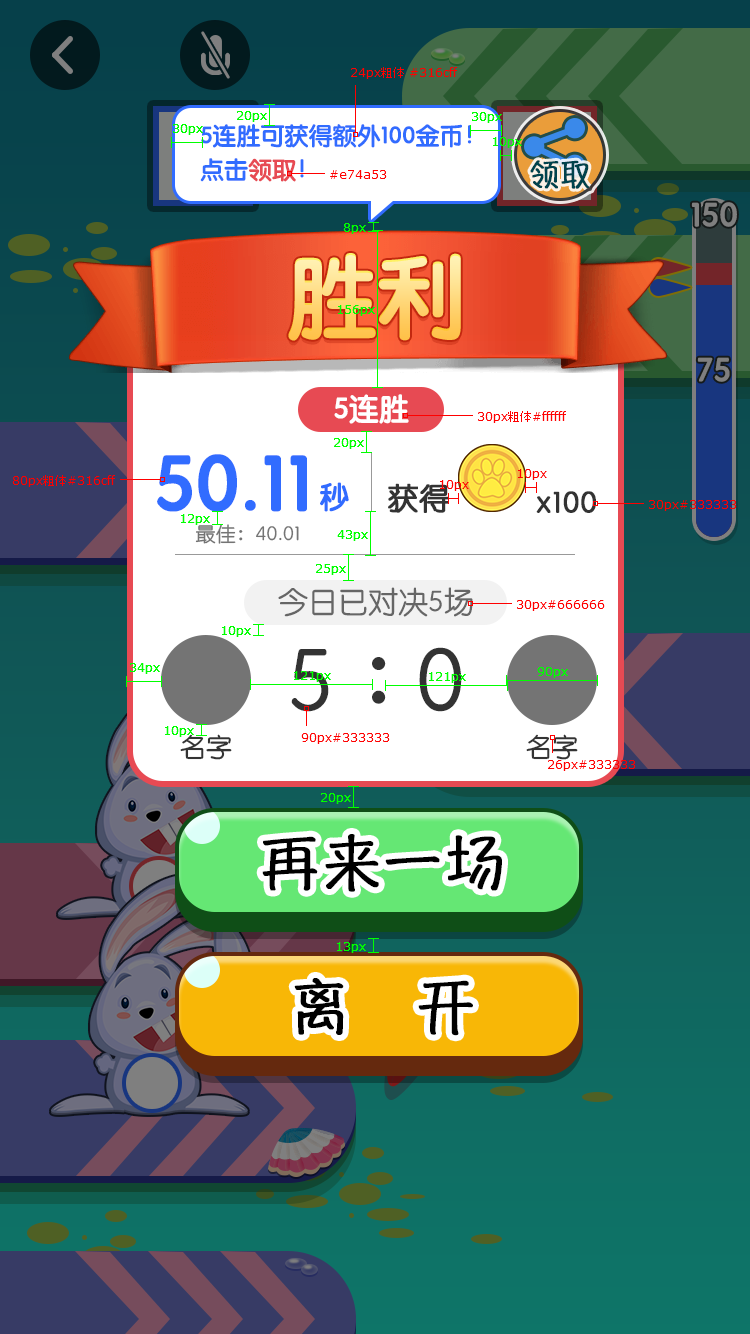 24px粗体 #316cff
20px
30px
30px
5连胜可获得额外100金币!
10px
点击领取!
#e74a53
领取
8px
150
胜利
156px
75
5连胜
30px粗体#ffffff
20px
80px粗体#316cff
50.11 秒
获得
10px
10px
x100
30px#333333
12px
最佳: 40.01
43px
25px
今日已对决5场
30px#666666
10px
34px
5 : 0
121px
121px
90px
10px
90px#333333
名字
名字
26px#333333
20px
再来一场
13px
离 开